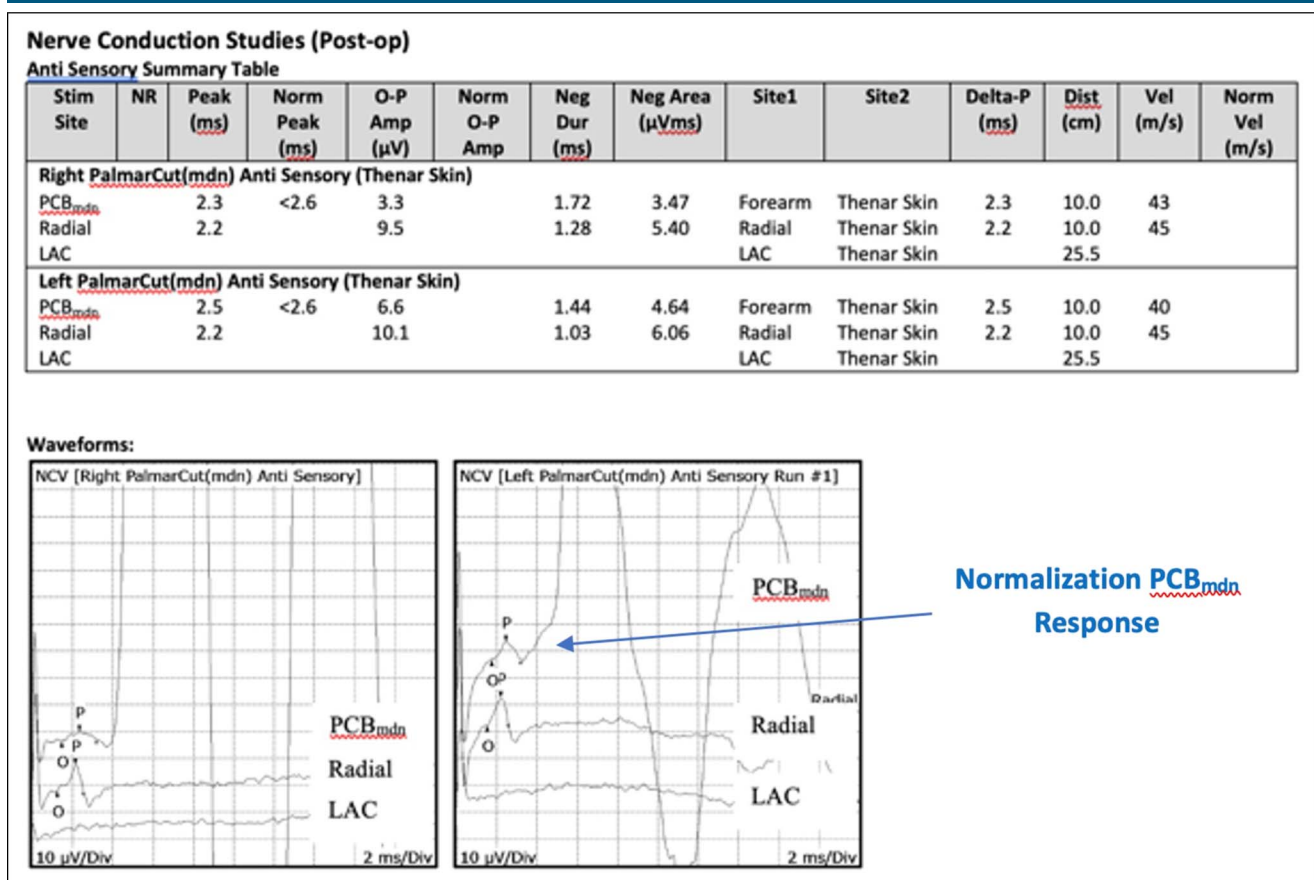 Nerve Conduction Studies (Post-op)
Anti Sensory Summary Table
Stim Site NR Peak (ms) Norm Peak (ms) O-P Amp (µV) Norm O-P Amp Neg Dur (ms) Neg Area (µVms) Site1 Site2 Delta-P (ms) Dist (cm) Vel (m/s) Norm Vel (m/s)
Right PalmarCut(mdn) Anti Sensory (Thenar Skin)
PCBmdn 2.3 <2.6 3.3 1.72 3.47 Forearm Thenar Skin 2.3 10.0 43
Radial 2.2 9.5 1.28 5.40 Radial Thenar Skin 2.2 10.0 45
LAC LAC Thenar Skin 25.5
Left PalmarCut(mdn) Anti Sensory (Thenar Skin)
PCBmdn 2.5 <2.6 6.6 1.44 4.64 Forearm Thenar Skin 2.5 10.0 40
Radial 2.2 10.1 1.03 6.06 Radial Thenar Skin 2.2 10.0 45
LAC LAC Thenar Skin 25.5
Waveforms:
NCV [Right PalmarCut(mdn) Anti Sensory]
P
PCBmdn
O P
Radial
O
LAC
10 µV/Div 2 ms/Div
NCV [Left PalmarCut(mdn) Anti Sensory Run #1]
PCBmdn
P
OP
Radial
Radial
O
LAC
10 µV/Div 2 ms/Div
Normalization PCBmdn
Response